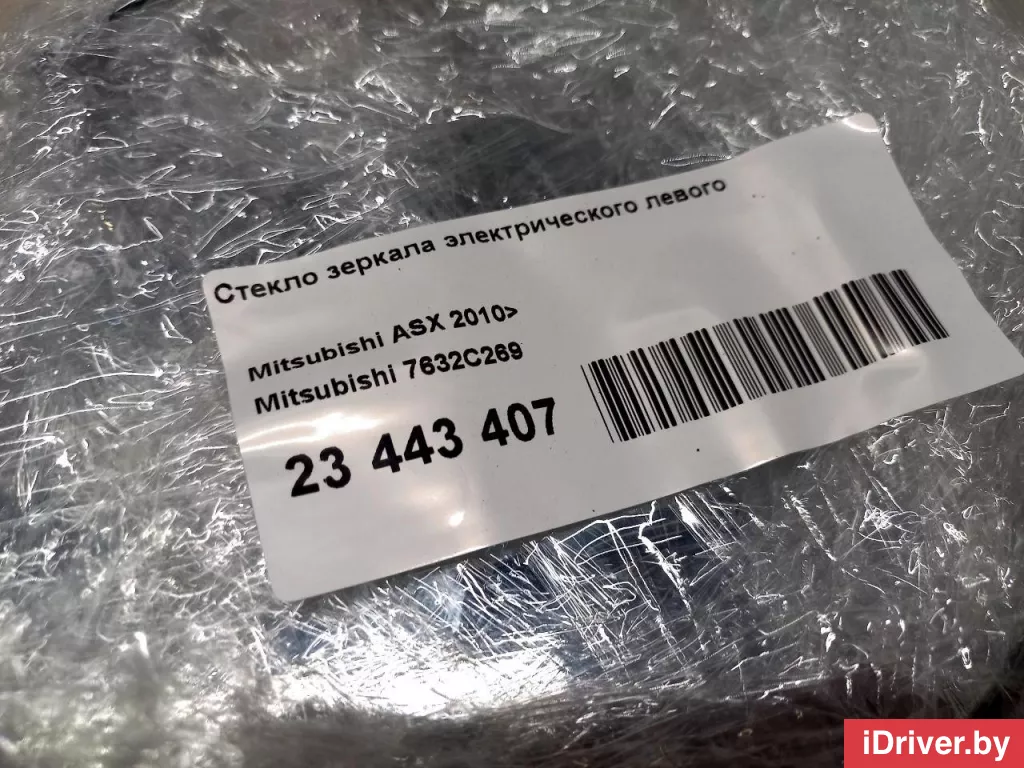 Стекло зеркала электрического левого
Mitsubishi ASX 2010>
Mitsubishi 7632C269
23 443 407
iDriver.by